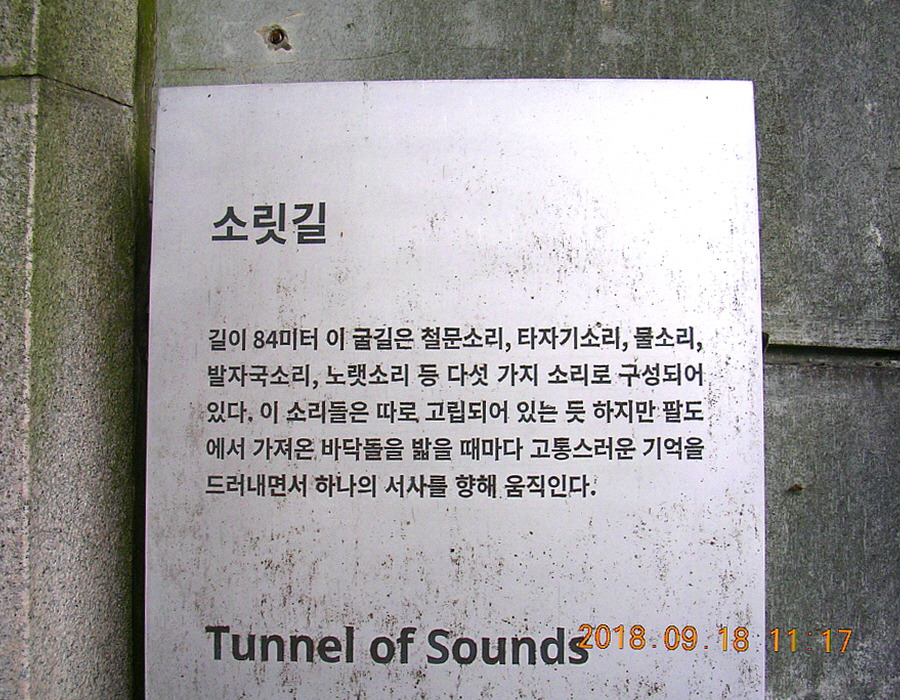 소릿길
길이 84미터 이 굴길은 철문소리, 타자기소리, 물소리,
발자국소리, 노랫소리 등 다섯 가지 소리로 구성되어
있다. 이 소리들은 따로 고립되어 있는 듯 하지만 팔도
에서 가져온 바닥돌을 밟을 때마다 고통스러운 기억을
드러내면서 하나의 서사를 향해 움직인다.
Tunnel of Sounds
2018.09.18 11:17